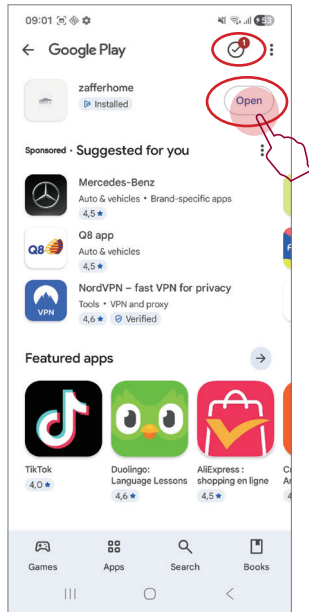 09:01
53
Google Play
1
zafferhome
Installed
Open
Sponsored · Suggested for you
Mercedes-Benz
Auto & vehicles • Brand-specific apps
4,5 ★
Q8
Q8 app
Auto & vehicles
4,5 ★
VPN
NordVPN – fast VPN for privacy
Tools • VPN and proxy
4,6 ★ Verified
Featured apps
TikTok
4,0 ★
Duolingo:
Language Lessons
4,6 ★
AliExpress :
shopping en ligne
4,5 ★
Games
Apps
Search
Books